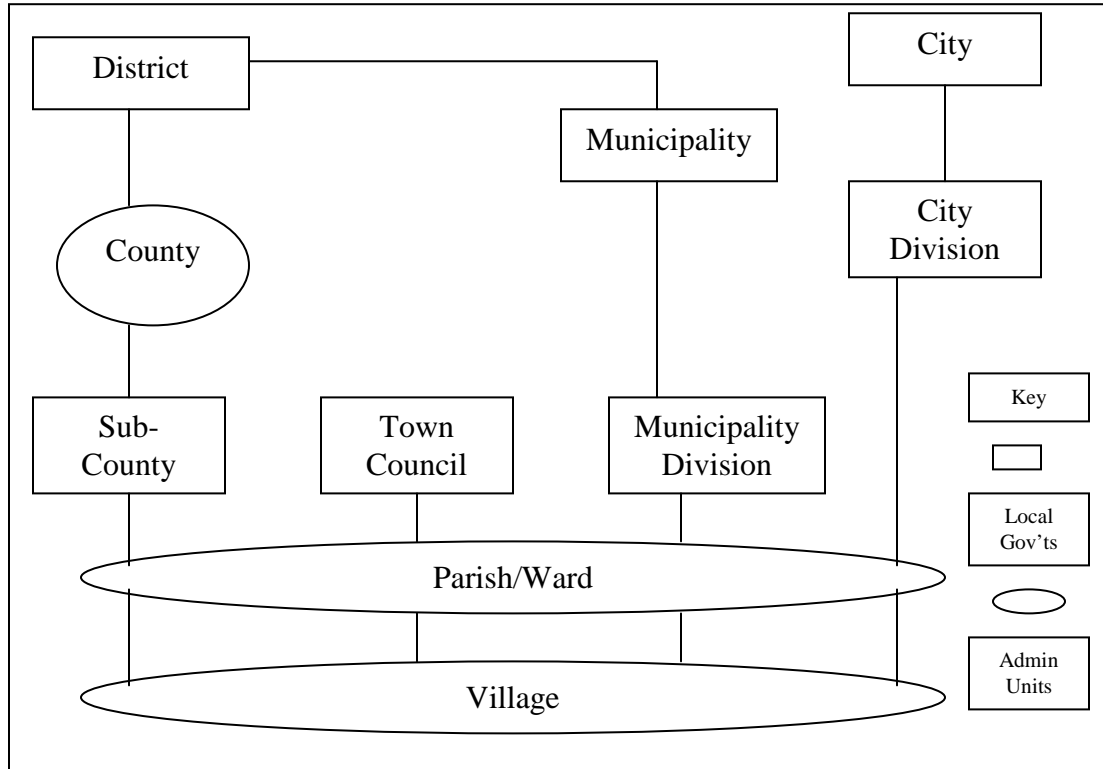 District
City
Municipality
City
Division
County
Sub-
County
Town
Council
Municipality
Division
Key
Local
Gov'ts
Parish/Ward
Admin
Units
Village